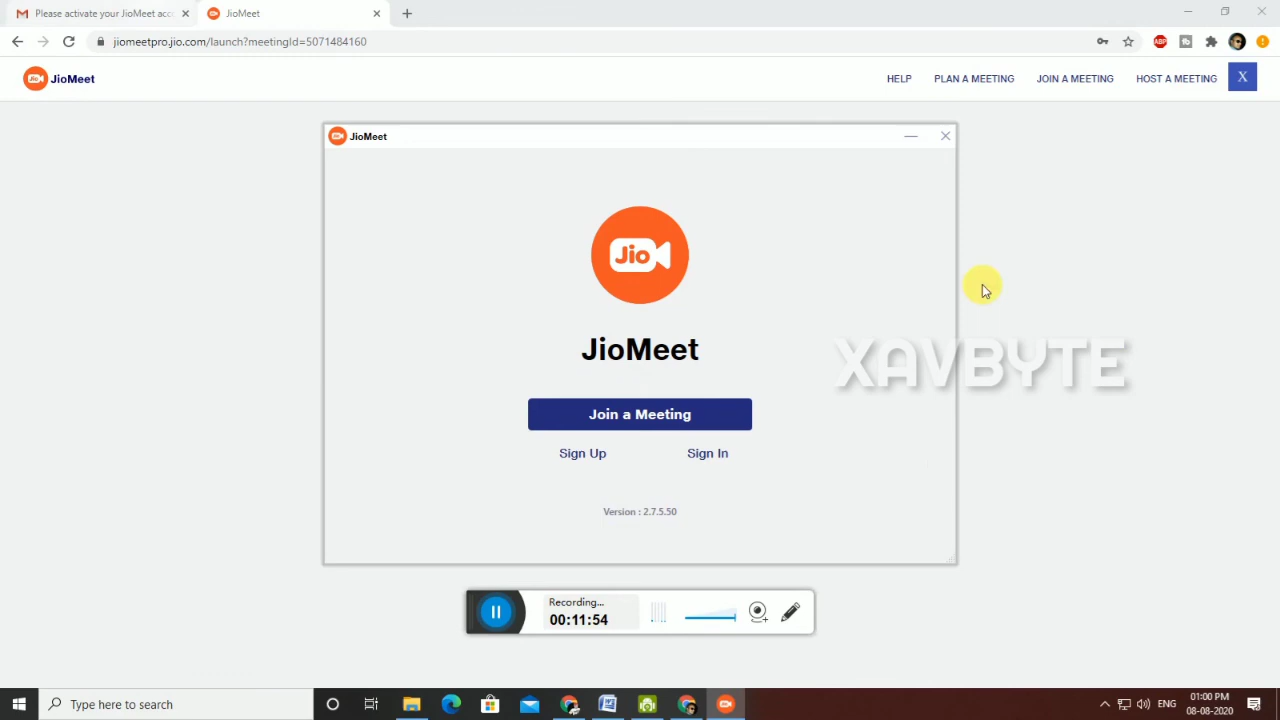 Please activate your JioMeet acc
JioMeet
jiomeetpro.jio.com/launch?meetingId=5071484160
ABP
JioMeet
HELP
PLAN A MEETING
JOIN A MEETING
HOST A MEETING
X
JioMeet
Jio
JioMeet
XAVBYTE
Join a Meeting
Sign Up
Sign In
Version : 2.7.5.50
Recording...
00:11:54
Type here to search
ENG
01:00 PM
08-08-2020